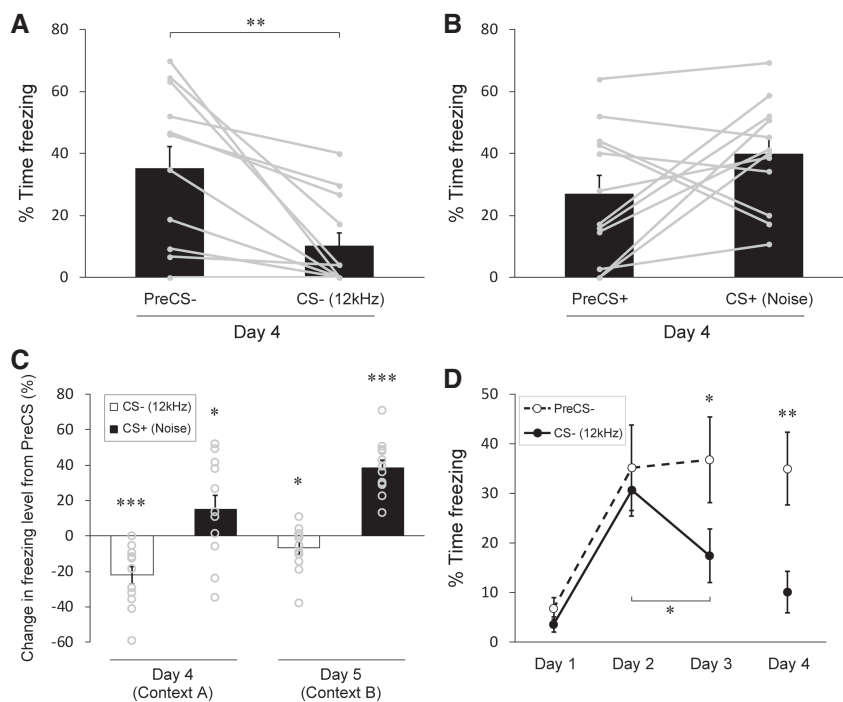 A
% Time freezing
80
60
40
20
0
**
PreCS-
CS- (12kHz)
Day 4
B
% Time freezing
80
60
40
20
0
PreCS+
CS+ (Noise)
Day 4
C
Change in freezing level from PreCS (%)
80
60
40
20
0
-20
-40
-60
CS- (12kHz)
CS+ (Noise)
***
*
*
***
Day 4
(Context A)
Day 5
(Context B)
D
% Time freezing
50
40
30
20
10
0
PreCS-
CS- (12kHz)
*
**
*
Day 1
Day 2
Day 3
Day 4